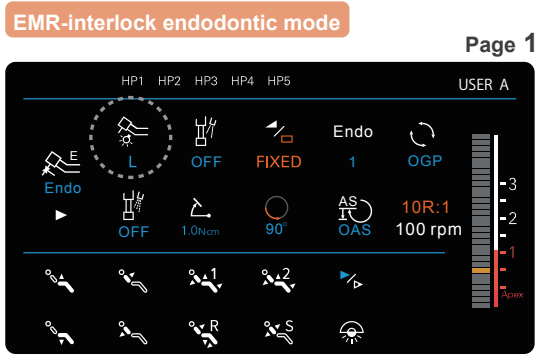 EMR-interlock endodontic mode
Page 1
HP1 HP2 HP3 HP4 HP5 USER A
E
Endo
L
OFF
FIXED
Endo
1
OGP
3
2
1
Apex
OFF
1.0Ncm
90°
AS
OAS
10R:1
100 rpm
1
2
R
S